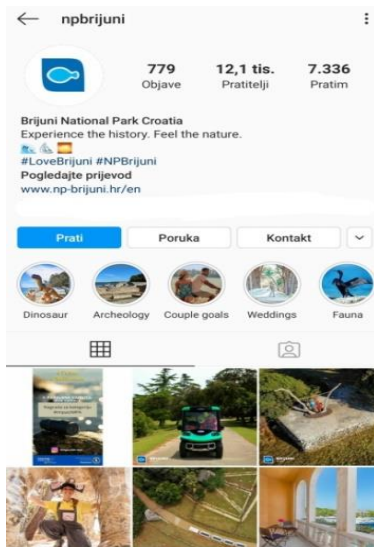 npbrijuni
779 12,1 tis. 7.336
Objave Pratitelji Pratim
Brijuni National Park Croatia
Experience the history. Feel the nature.
#LoveBrijuni #NPBrijuni
Pogledajte prijevod
www.np-brijuni.hr/en
Prati Poruka Kontakt
Dinosaur Archeology Couple goals Weddings Fauna